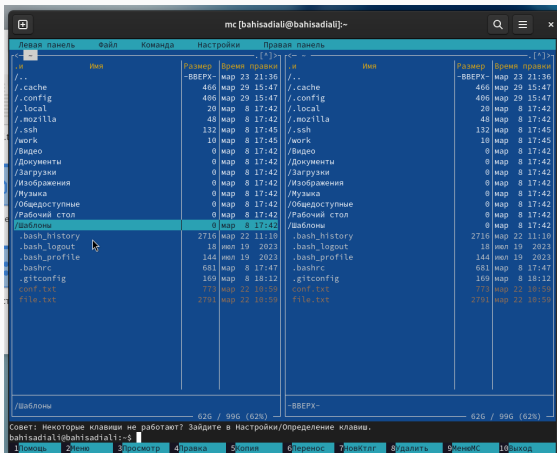 mc [bahisadiali@bahisadiali]:~
Левая панель Файл Команда Настройки Правая панель
<- ~ .[^]> <- ~ .[^]>
.и Имя Размер Время правки .и Имя Размер Время правки
/.. -ВВЕРХ- мар 23 21:36 /.. -ВВЕРХ- мар 23 21:36
/.cache 466 мар 29 15:47 /.cache 466 мар 29 15:47
/.config 406 мар 29 15:47 /.config 406 мар 29 15:47
/.local 20 мар 8 17:42 /.local 20 мар 8 17:42
/.mozilla 48 мар 8 17:42 /.mozilla 48 мар 8 17:42
/.ssh 132 мар 8 17:45 /.ssh 132 мар 8 17:45
/work 10 мар 8 17:45 /work 10 мар 8 17:45
/Видео 0 мар 8 17:42 /Видео 0 мар 8 17:42
/Документы 0 мар 8 17:42 /Документы 0 мар 8 17:42
/Загрузки 0 мар 8 17:42 /Загрузки 0 мар 8 17:42
/Изображения 0 мар 8 17:42 /Изображения 0 мар 8 17:42
/Музыка 0 мар 8 17:42 /Музыка 0 мар 8 17:42
/Общедоступные 0 мар 8 17:42 /Общедоступные 0 мар 8 17:42
/Рабочий стол 0 мар 8 17:42 /Рабочий стол 0 мар 8 17:42
/Шаблоны 0 мар 8 17:42 /Шаблоны 0 мар 8 17:42
.bash_history 2716 мар 22 11:10 .bash_history 2716 мар 22 11:10
.bash_logout 18 июл 19 2023 .bash_logout 18 июл 19 2023
.bash_profile 144 июл 19 2023 .bash_profile 144 июл 19 2023
.bashrc 681 мар 8 17:47 .bashrc 681 мар 8 17:47
.gitconfig 169 мар 8 18:12 .gitconfig 169 мар 8 18:12
conf.txt 773 мар 22 10:59 conf.txt 773 мар 22 10:59
file.txt 2791 мар 22 10:59 file.txt 2791 мар 22 10:59
/Шаблоны -ВВЕРХ-
62G / 99G (62%) 62G / 99G (62%)
Совет: Некоторые клавиши не работают? Зайдите в Настройки/Определение клавиш.
bahisadiali@bahisadiali:~$
1Помощь 2Меню 3Просмотр 4Правка 5Копия 6Перенос 7НовКтлг 8Удалить 9МенюМС 10Выход